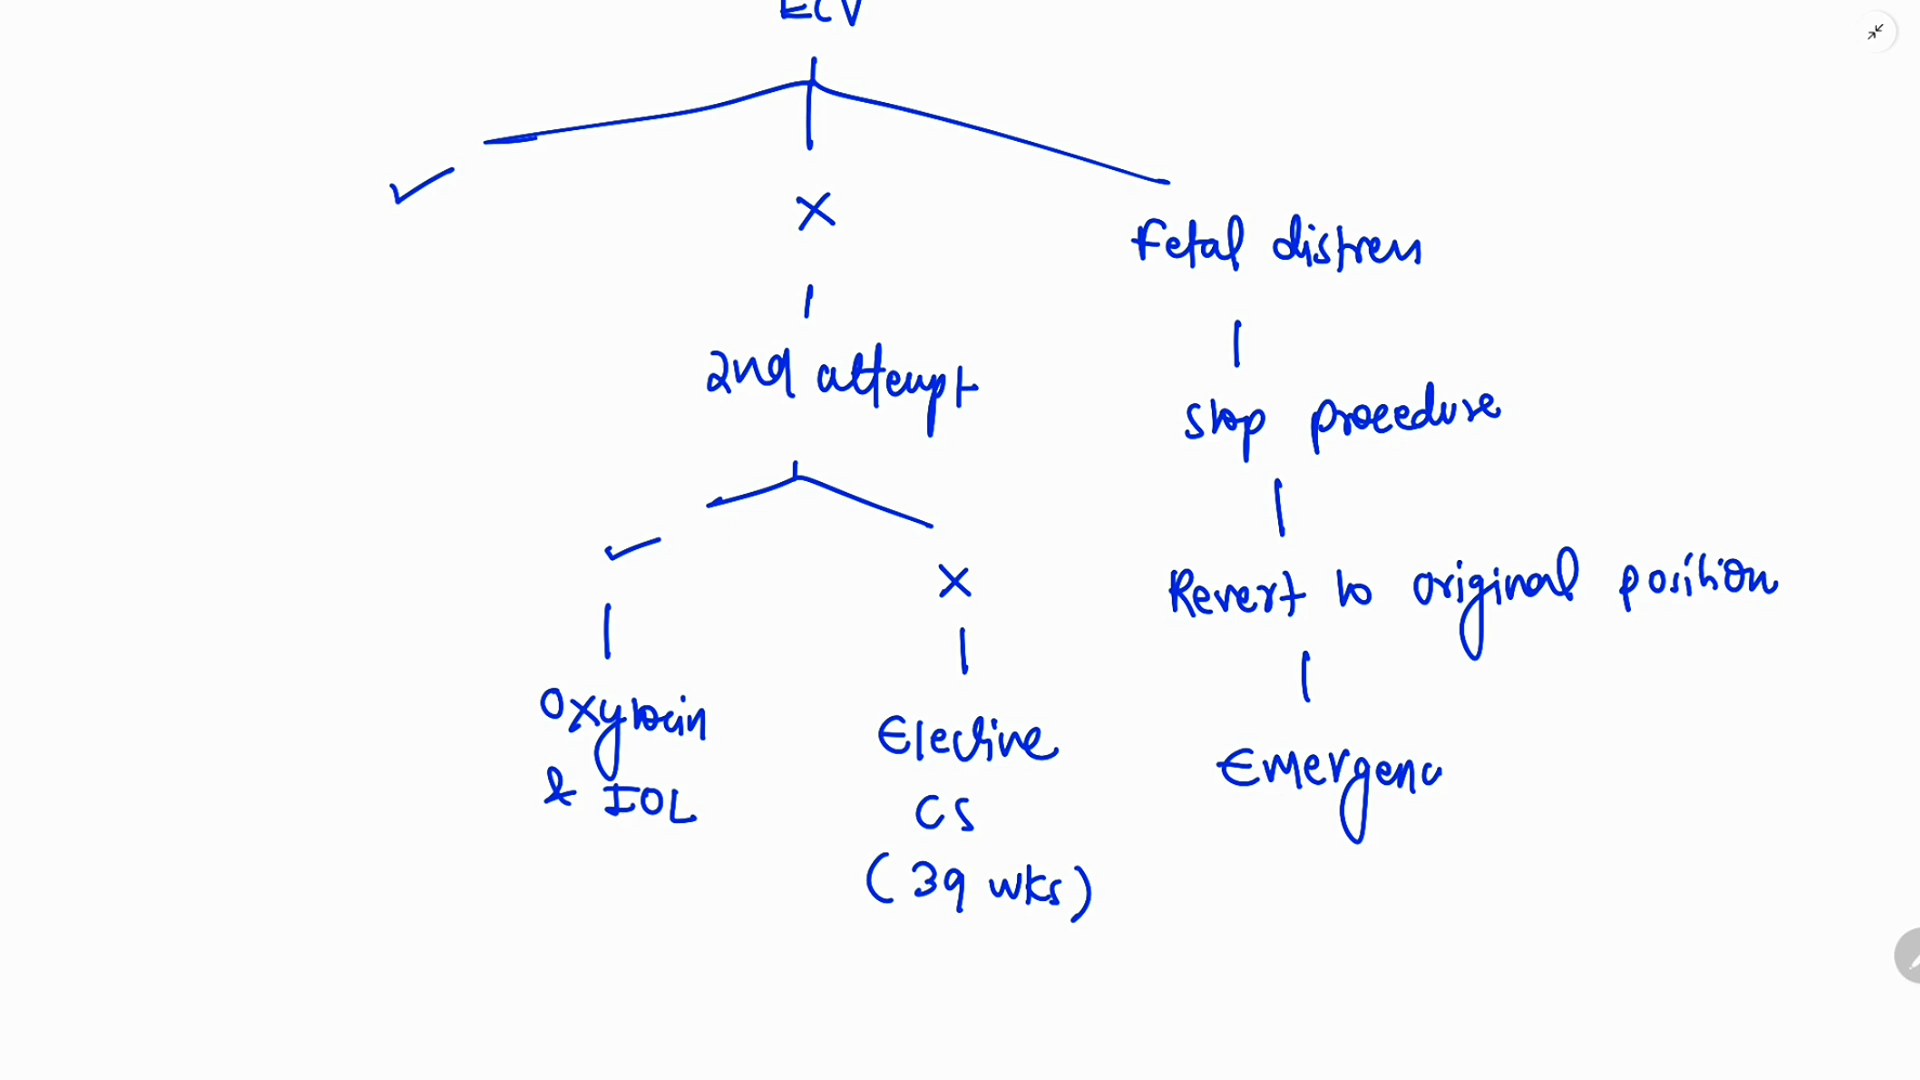 ECV
Fetal distress
2nd attempt
Stop procedure
Revert to original position
Oxytocin
& IOL
Elective
CS
(39 wks)
Emergenc